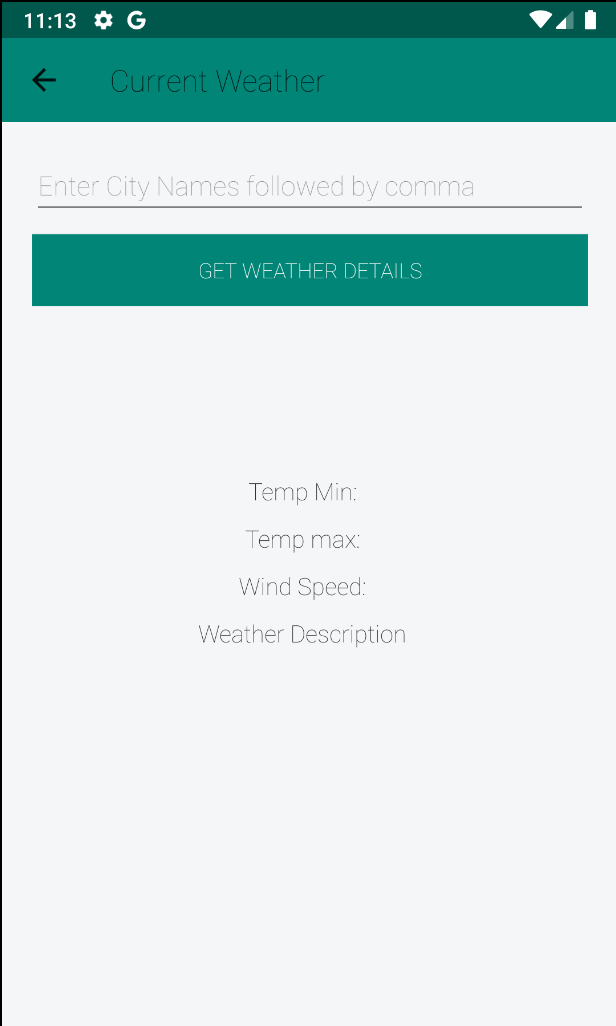 11:13
Current Weather
Enter City Names followed by comma
GET WEATHER DETAILS
Temp Min:
Temp max:
Wind Speed:
Weather Description